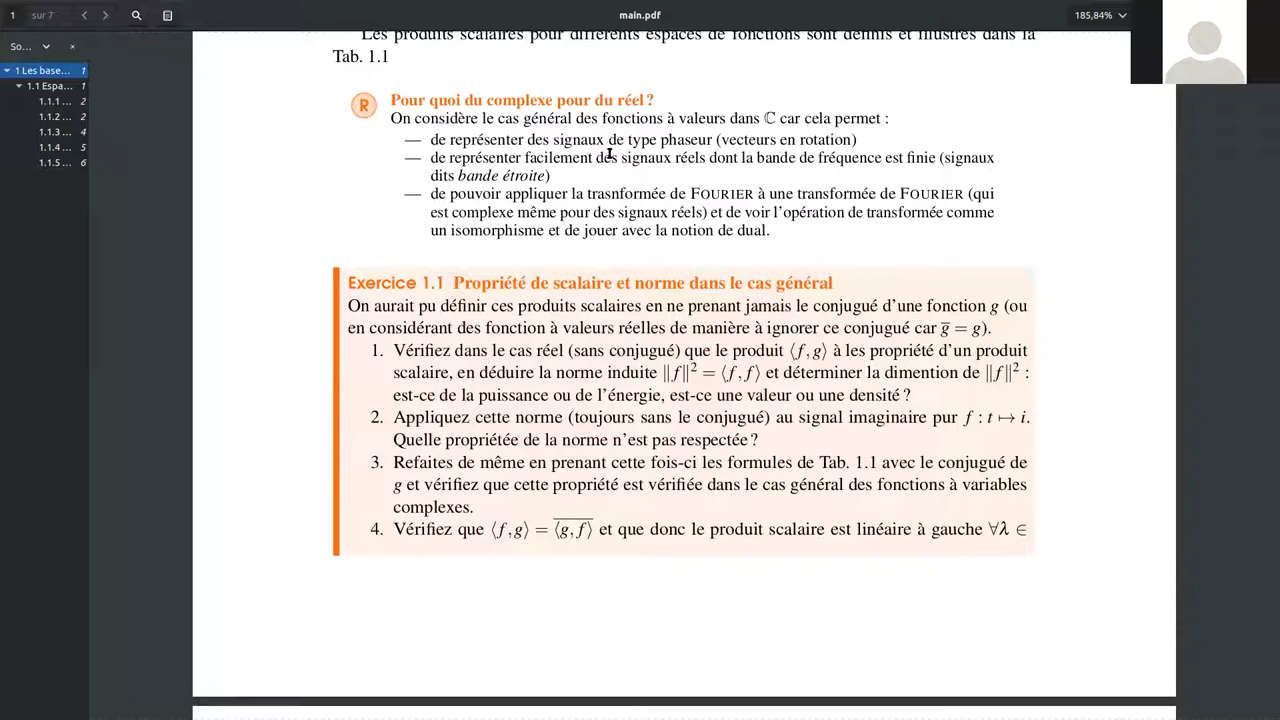 1 sur 7 main.pdf 185,84%
So... ×
1 Les base... 1
1.1 Espa... 1
1.1.1 ... 2
1.1.2 ... 2
1.1.3 ... 4
1.1.4 ... 5
1.1.5 ... 6
Les produits scalaires pour différents espaces de fonctions sont définis et illustrés dans la
Tab. 1.1
R Pour quoi du complexe pour du réel ?
On considère le cas général des fonctions à valeurs dans ℂ car cela permet :
— de représenter des signaux de type phaseur (vecteurs en rotation)
— de représenter facilement des signaux réels dont la bande de fréquence est finie (signaux
dits bande étroite)
— de pouvoir appliquer la trasnformée de FOURIER à une transformée de FOURIER (qui
est complexe même pour des signaux réels) et de voir l'opération de transformée comme
un isomorphisme et de jouer avec la notion de dual.
Exercice 1.1 Propriété de scalaire et norme dans le cas général
On aurait pu définir ces produits scalaires en ne prenant jamais le conjugué d'une fonction g (ou
en considérant des fonction à valeurs réelles de manière à ignorer ce conjugué car g̅ = g).
1. Vérifiez dans le cas réel (sans conjugué) que le produit ⟨f,g⟩ à les propriété d'un produit
scalaire, en déduire la norme induite ‖f‖² = ⟨f,f⟩ et déterminer la dimention de ‖f‖² :
est-ce de la puissance ou de l'énergie, est-ce une valeur ou une densité ?
2. Appliquez cette norme (toujours sans le conjugué) au signal imaginaire pur f : t ↦ i.
Quelle propriétée de la norme n'est pas respectée ?
3. Refaites de même en prenant cette fois-ci les formules de Tab. 1.1 avec le conjugué de
g et vérifiez que cette propriété est vérifiée dans le cas général des fonctions à variables
complexes.
4. Vérifiez que ⟨f,g⟩ = \overline{⟨g,f⟩} et que donc le produit scalaire est linéaire à gauche ∀λ ∈